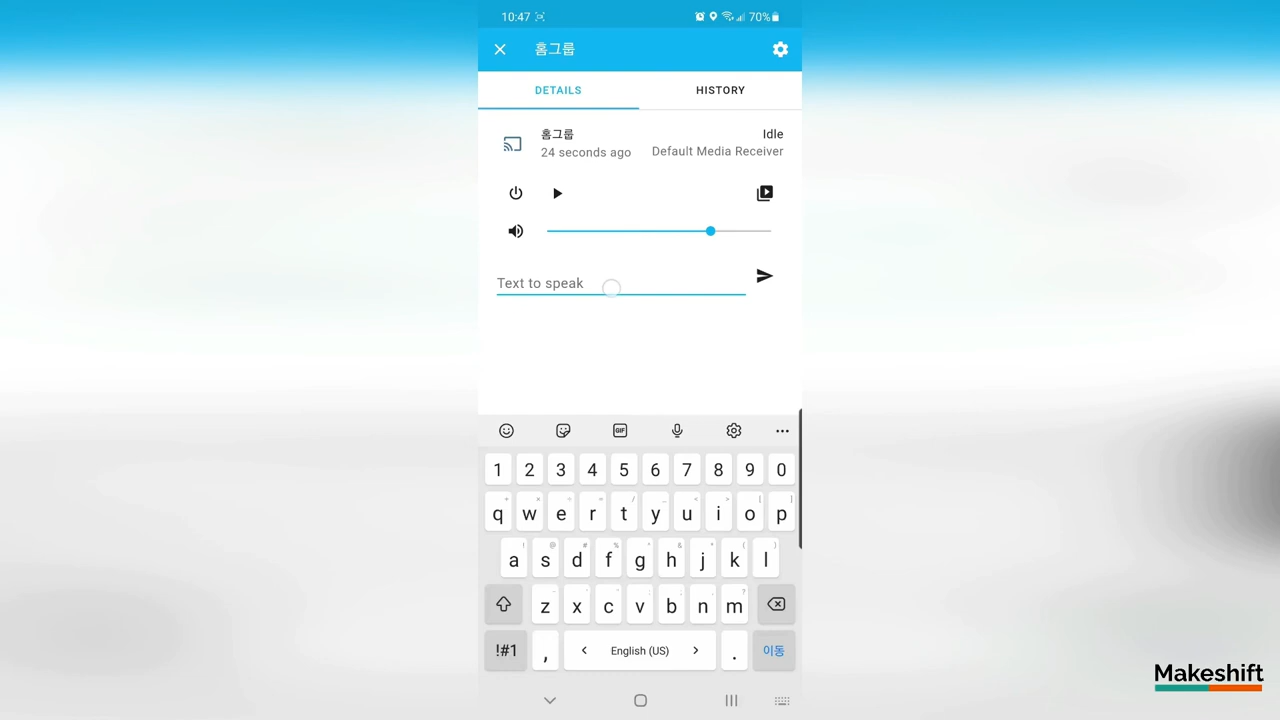 10:47
70%
홈그룹
DETAILS
HISTORY
홈그룹
Idle
24 seconds ago
Default Media Receiver
Text to speak
GIF
1 2 3 4 5 6 7 8 9 0
q w e r t y u i o p
a s d f g h j k l
z x c v b n m
!#1 , English (US) . 이동
Makeshift